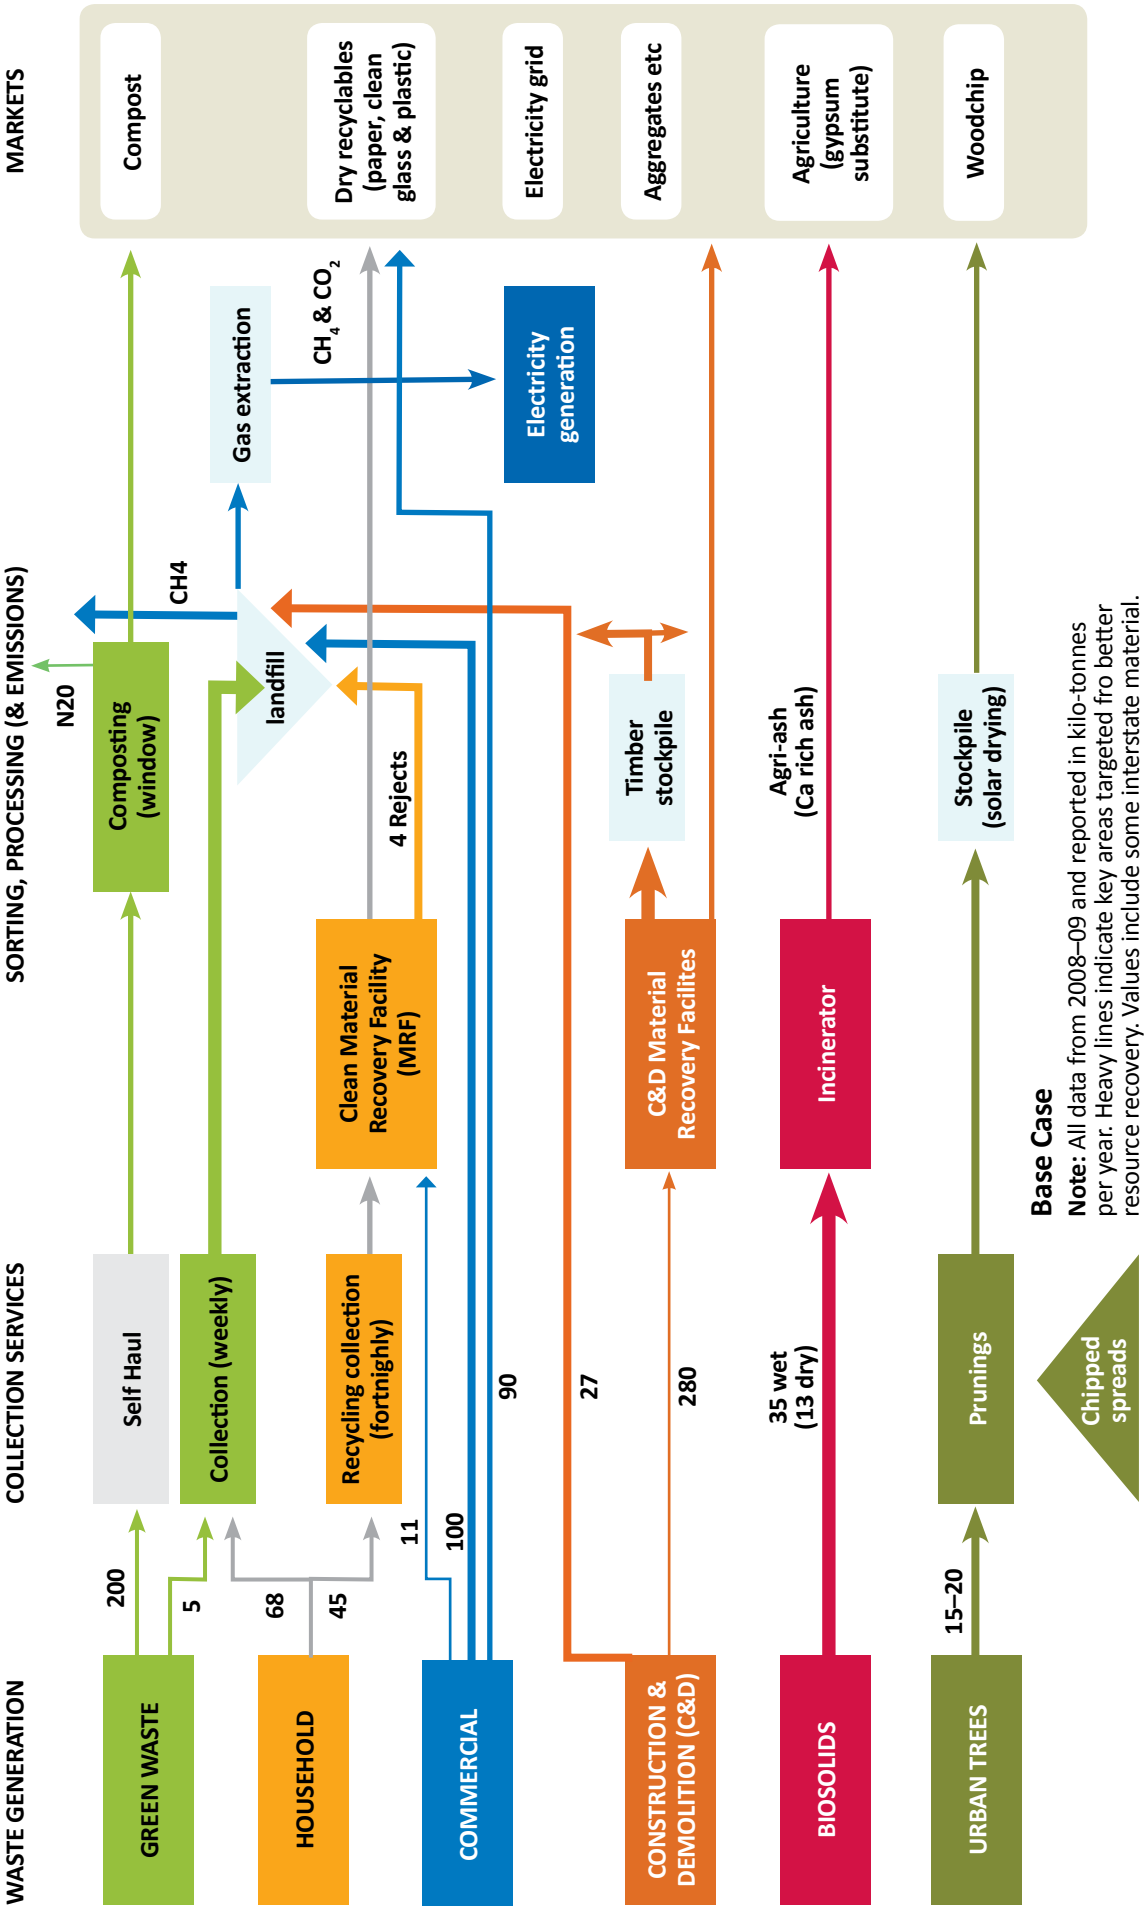 WASTE GENERATION
COLLECTION SERVICES
SORTING, PROCESSING (& EMISSIONS)
MARKETS
GREEN WASTE
200
5
Self Haul
Collection (weekly)
N20
Composting
(window)
CH4
landfill
Gas extraction
Compost
HOUSEHOLD
68
45
Recycling collection
(fortnighly)
Clean Material
Recovery Facility
(MRF)
4 Rejects
CH₄ & CO₂
Dry recyclables
(paper, clean
glass & plastic)
COMMERCIAL
11
100
90
Electricity
generation
Electricity grid
CONSTRUCTION &
DEMOLITION (C&D)
27
280
C&D Material
Recovery Facilites
Timber
stockpile
Aggregates etc
BIOSOLIDS
35 wet
(13 dry)
Incinerator
Agri-ash
(Ca rich ash)
Agriculture
(gypsum
substitute)
URBAN TREES
15–20
Prunings
Stockpile
(solar drying)
Woodchip
Chipped
spreads
Base Case
Note: All data from 2008–09 and reported in kilo-tonnes
per year. Heavy lines indicate key areas targeted fro better
resource recovery. Values include some interstate material.